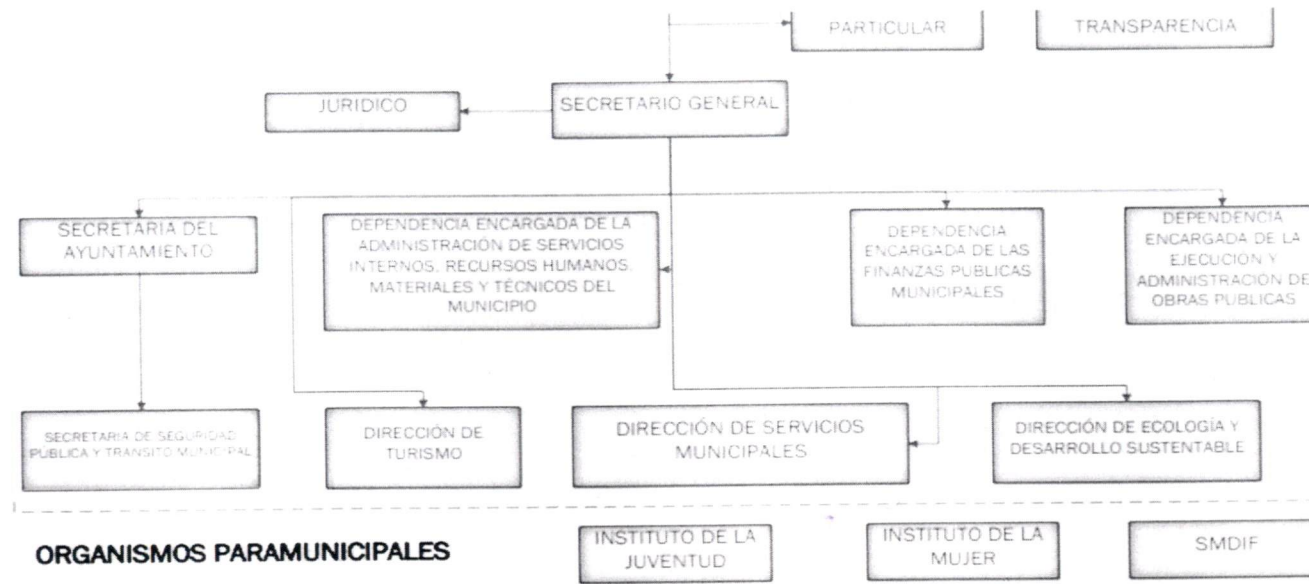 PARTICULAR
TRANSPARENCIA
JURIDICO
SECRETARIO GENERAL
SECRETARIA DEL
AYUNTAMIENTO
DEPENDENCIA ENCARGADA DE LA
ADMINISTRACIÓN DE SERVICIOS
INTERNOS, RECURSOS HUMANOS,
MATERIALES Y TÉCNICOS DEL
MUNICIPIO
DEPENDENCIA
ENCARGADA DE LAS
FINANZAS PUBLICAS
MUNICIPALES
DEPENDENCIA
ENCARGADA DE LA
EJECUCIÓN Y
ADMINISTRACIÓN DE
OBRAS PUBLICAS
SECRETARIA DE SEGURIDAD
PUBLICA Y TRANSITO MUNICIPAL
DIRECCIÓN DE
TURISMO
DIRECCIÓN DE SERVICIOS
MUNICIPALES
DIRECCIÓN DE ECOLOGÍA Y
DESARROLLO SUSTENTABLE
ORGANISMOS PARAMUNICIPALES
INSTITUTO DE LA
JUVENTUD
INSTITUTO DE LA
MUJER
SMDIF